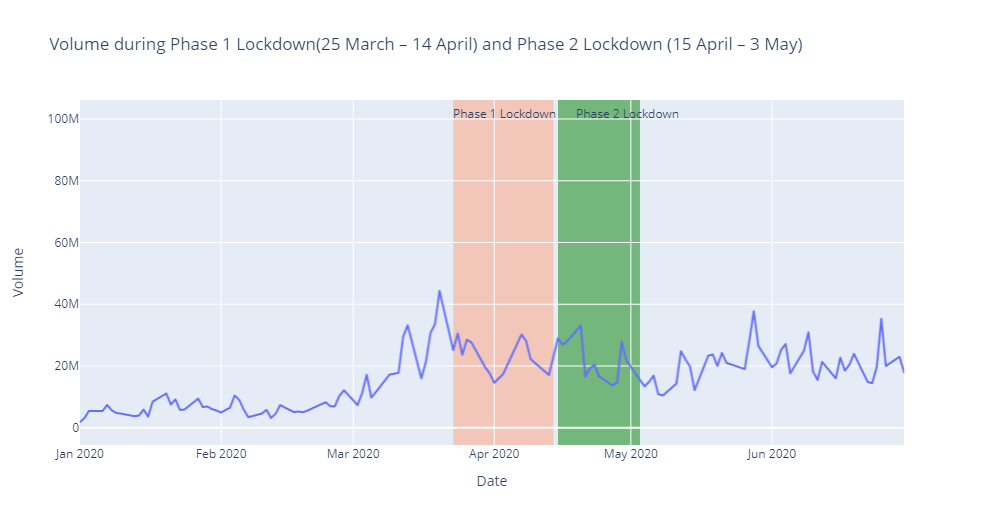 Volume during Phase 1 Lockdown(25 March – 14 April) and Phase 2 Lockdown (15 April – 3 May)
Phase 1 Lockdown
Phase 2 Lockdown
100M
80M
60M
40M
20M
0
Volume
Jan 2020
Feb 2020
Mar 2020
Apr 2020
May 2020
Jun 2020
Date